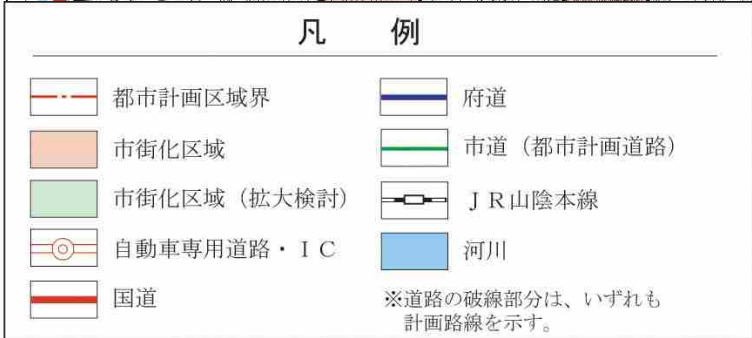 凡 例
都市計画区域界
市街化区域
市街化区域（拡大検討）
自動車専用道路・ＩＣ
国道
府道
市道（都市計画道路）
ＪＲ山陰本線
河川
※道路の破線部分は、いずれも
計画路線を示す。